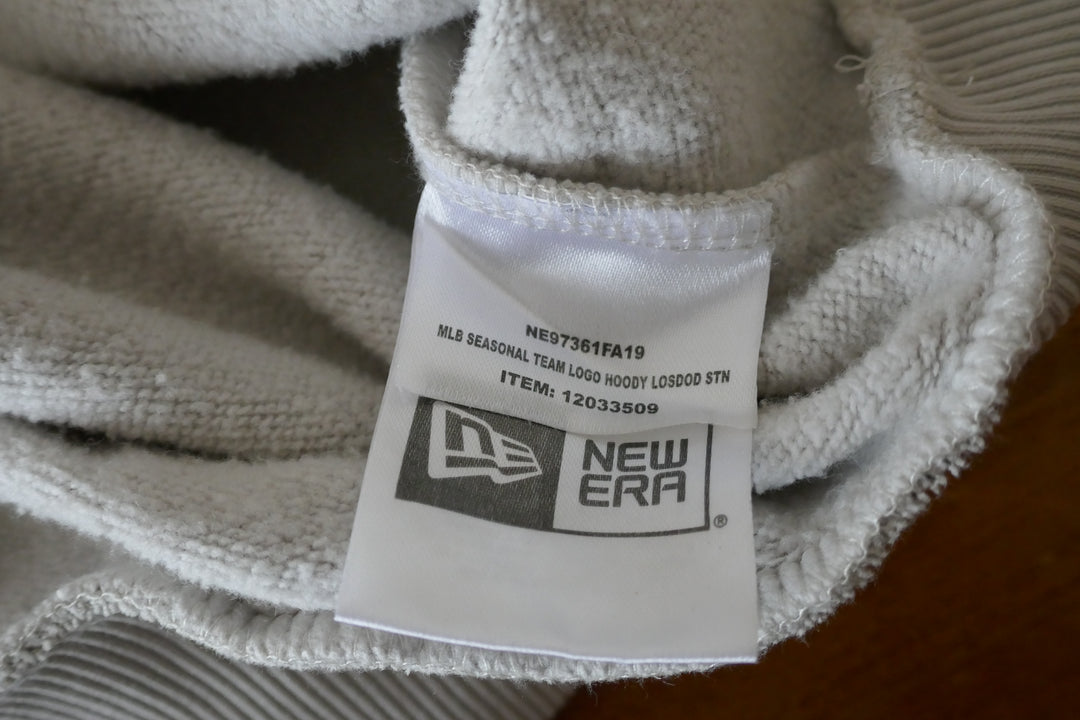 NE97361FA19
MLB SEASONAL TEAM LOGO HOODY LOSDOD STN
ITEM: 12033509
NEW
ERA
®